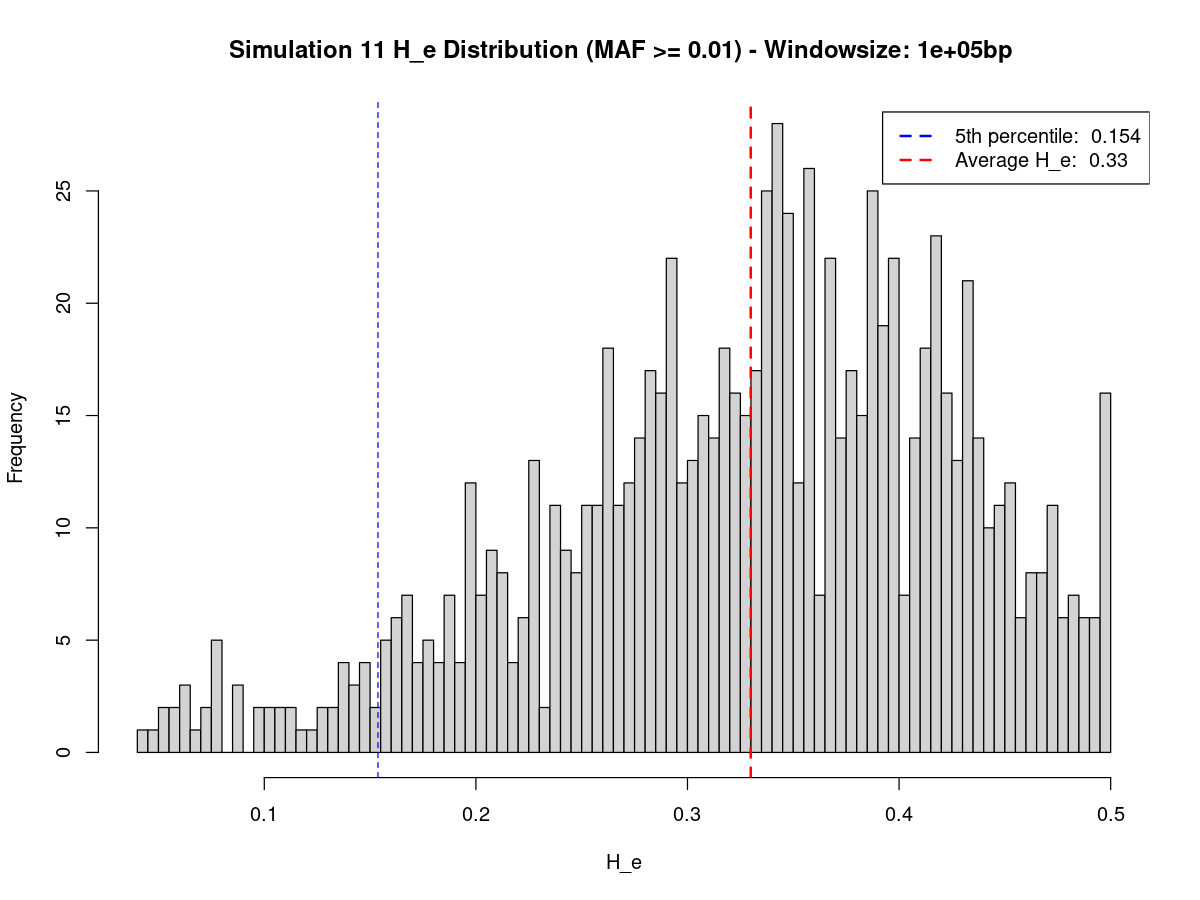 Simulation 11 H_e Distribution (MAF >= 0.01) - Windowsize: 1e+05bp
5th percentile:  0.154
Average H_e:  0.33
Frequency
25
20
15
10
5
0
0.1
0.2
0.3
0.4
0.5
H_e